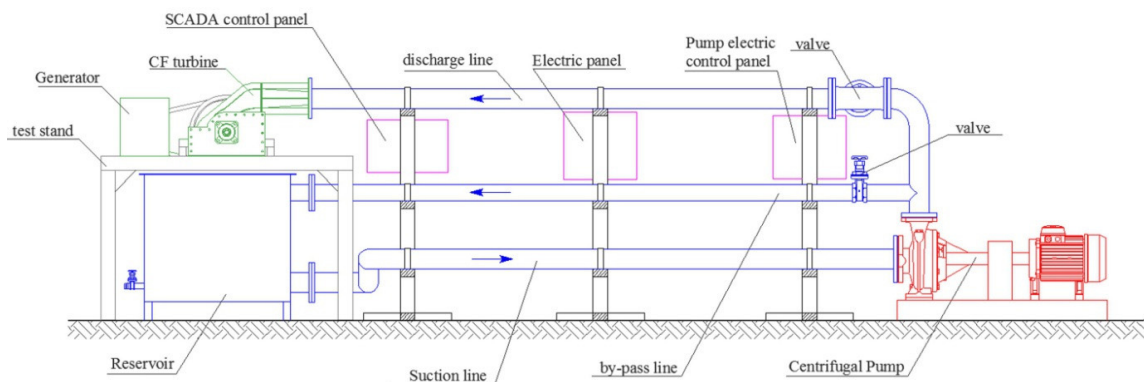 SCADA control panel
CF turbine
Generator
test stand
discharge line
Electric panel
Pump electric
control panel
valve
valve
Reservoir
Suction line
by-pass line
Centrifugal Pump